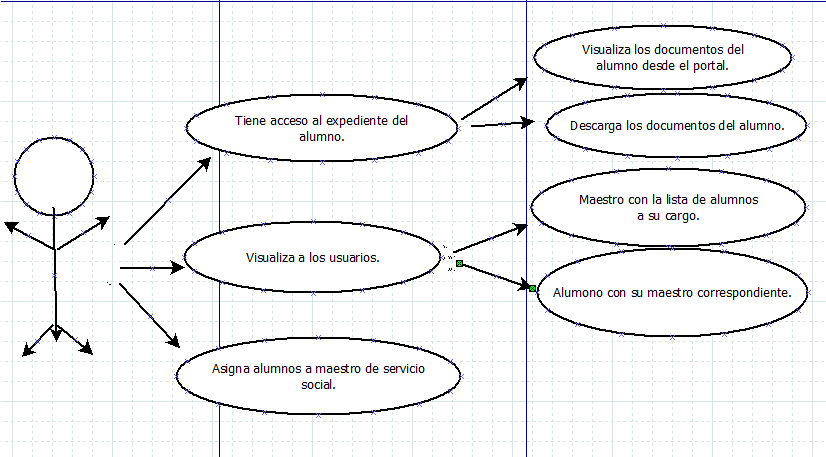 Visualiza los documentos del
alumno desde el portal.
Tiene acceso al expediente del
alumno.
Descarga los documentos del alumno.
Maestro con la lista de alumnos
a su cargo.
Visualiza a los usuarios.
Alumono con su maestro correspondiente.
Asigna alumnos a maestro de servicio
social.